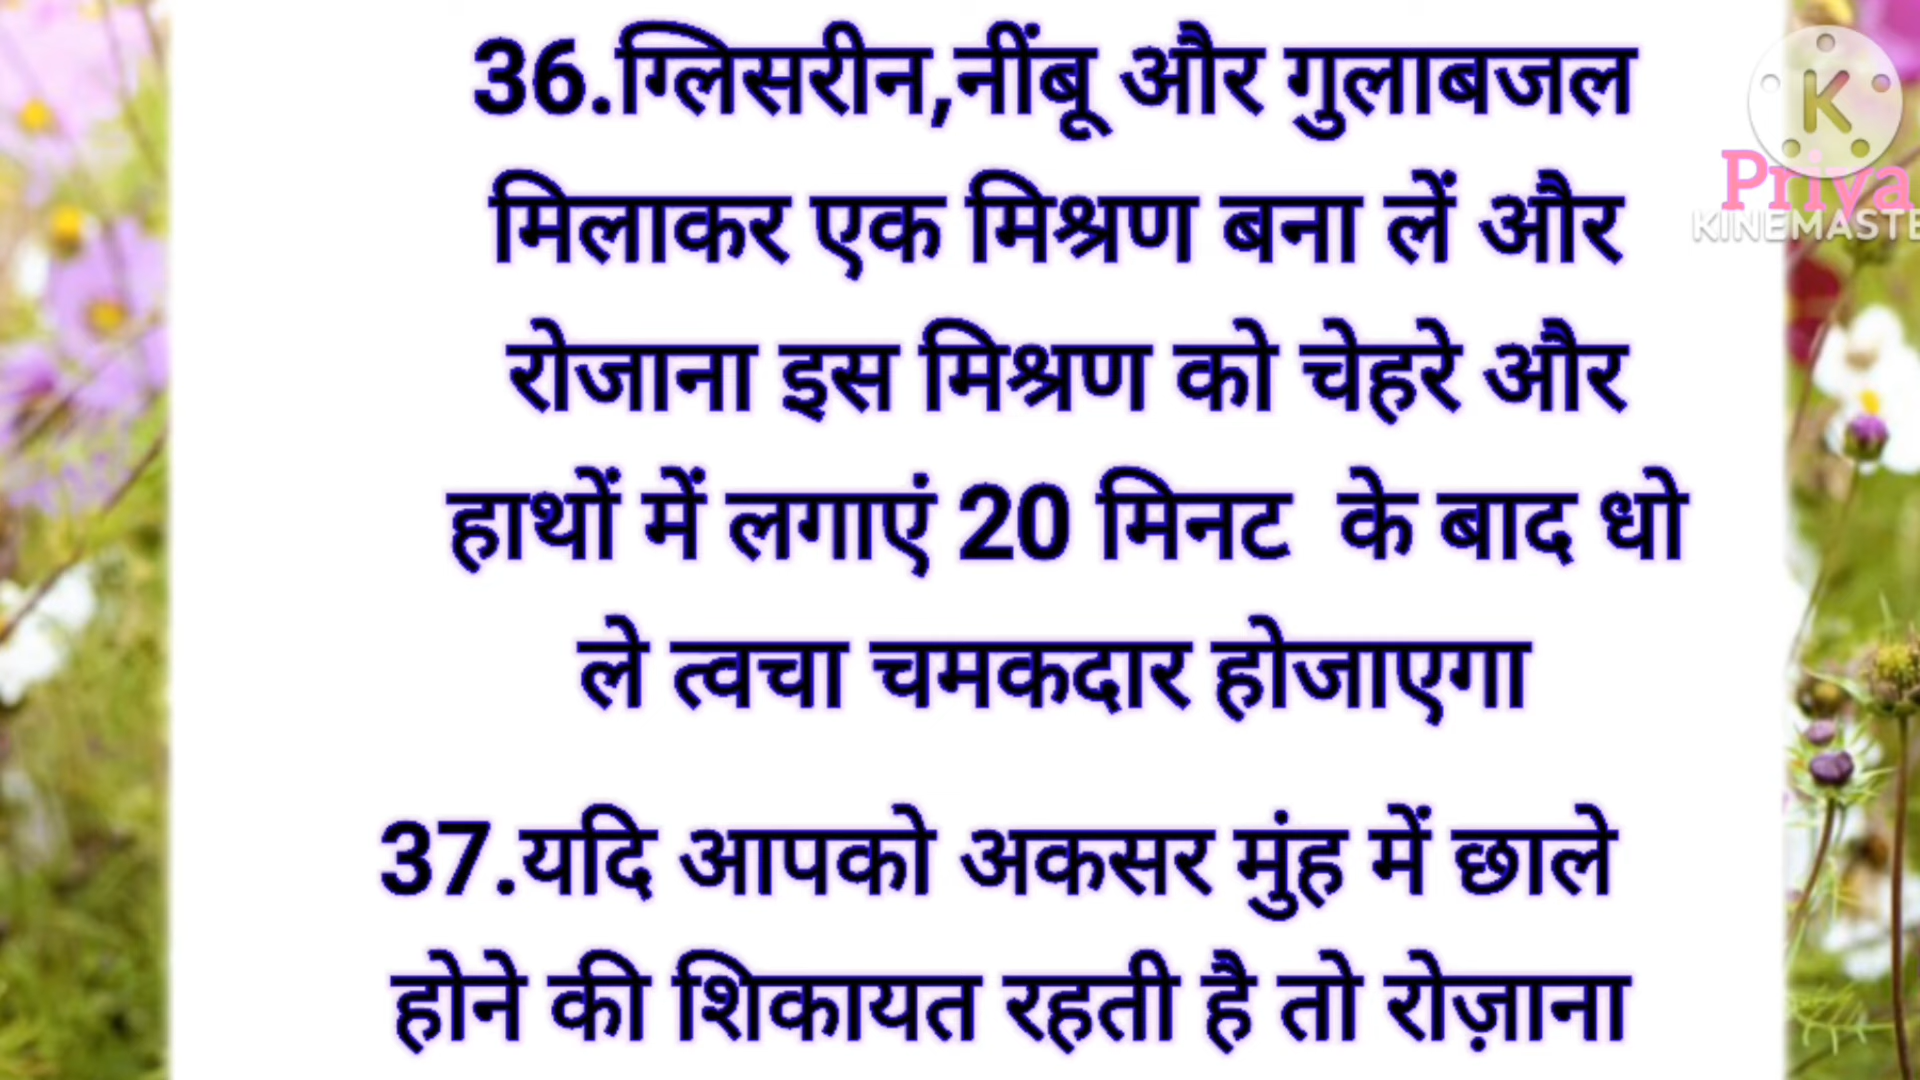 36.ग्लिसरीन,नींबू और गुलाबजल
मिलाकर एक मिश्रण बना लें और
रोजाना इस मिश्रण को चेहरे और
हाथों में लगाएं 20 मिनट के बाद धो
ले त्वचा चमकदार होजाएगा
37.यदि आपको अकसर मुंह में छाले
होने की शिकायत रहती है तो रोज़ाना
K
Priya
KINEMASTE